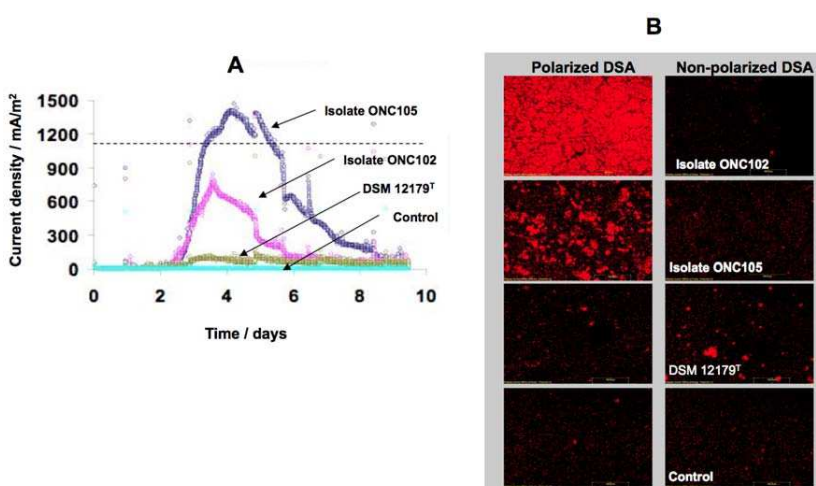 A
B
Current density / mA/m²
1500
1200
900
600
300
0
0 2 4 6 8 10
Time / days
Isolate ONC105
Isolate ONC102
DSM 12179ᵀ
Control
Polarized DSA Non-polarized DSA
Isolate ONC102
Isolate ONC105
DSM 12179ᵀ
Control